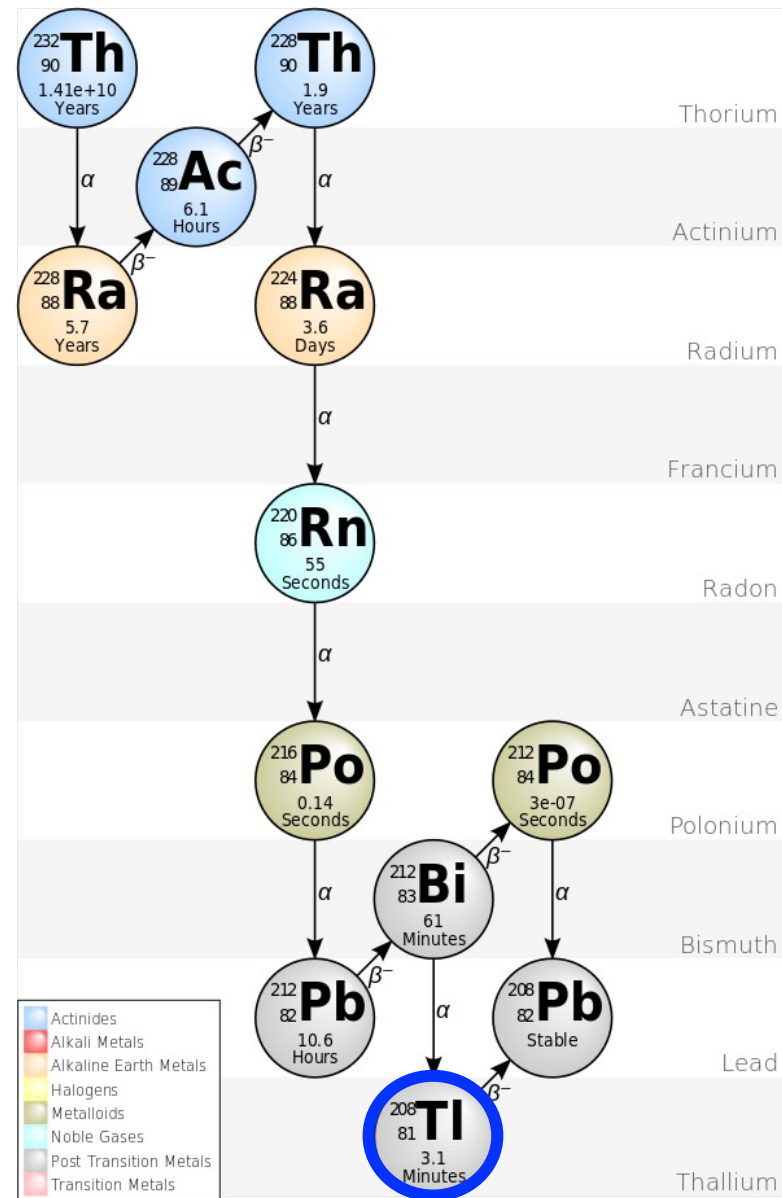 232
90 Th
1.41e+10
Years
228
90 Th
1.9
Years
Thorium
β⁻
228
89 Ac
6.1
Hours
α
α
Actinium
β⁻
228
88 Ra
5.7
Years
224
88 Ra
3.6
Days
Radium
α
Francium
220
86 Rn
55
Seconds
Radon
α
Astatine
216
84 Po
0.14
Seconds
212
84 Po
3e-07
Seconds
Polonium
β⁻
212
83 Bi
61
Minutes
α
α
Bismuth
β⁻
212
82 Pb
10.6
Hours
α
208
82 Pb
Stable
Lead
β⁻
208
81 Tl
3.1
Minutes
Thallium
Actinides
Alkali Metals
Alkaline Earth Metals
Halogens
Metalloids
Noble Gases
Post Transition Metals
Transition Metals